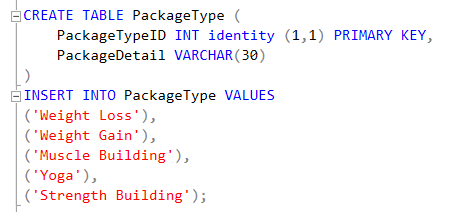 CREATE TABLE PackageType (
    PackageTypeID INT identity (1,1) PRIMARY KEY,
    PackageDetail VARCHAR(30)
)
INSERT INTO PackageType VALUES
('Weight Loss'),
('Weight Gain'),
('Muscle Building'),
('Yoga'),
('Strength Building');